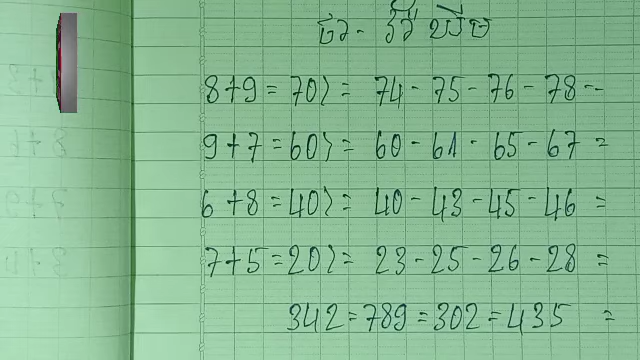 8+9=70>= 74-75-76-78--
9+7=60>= 60-61-65-67 =
6+8=40>= 40-43-45-46 =
7+5=20>= 23-25-26-28 =
342=789=302=435 =